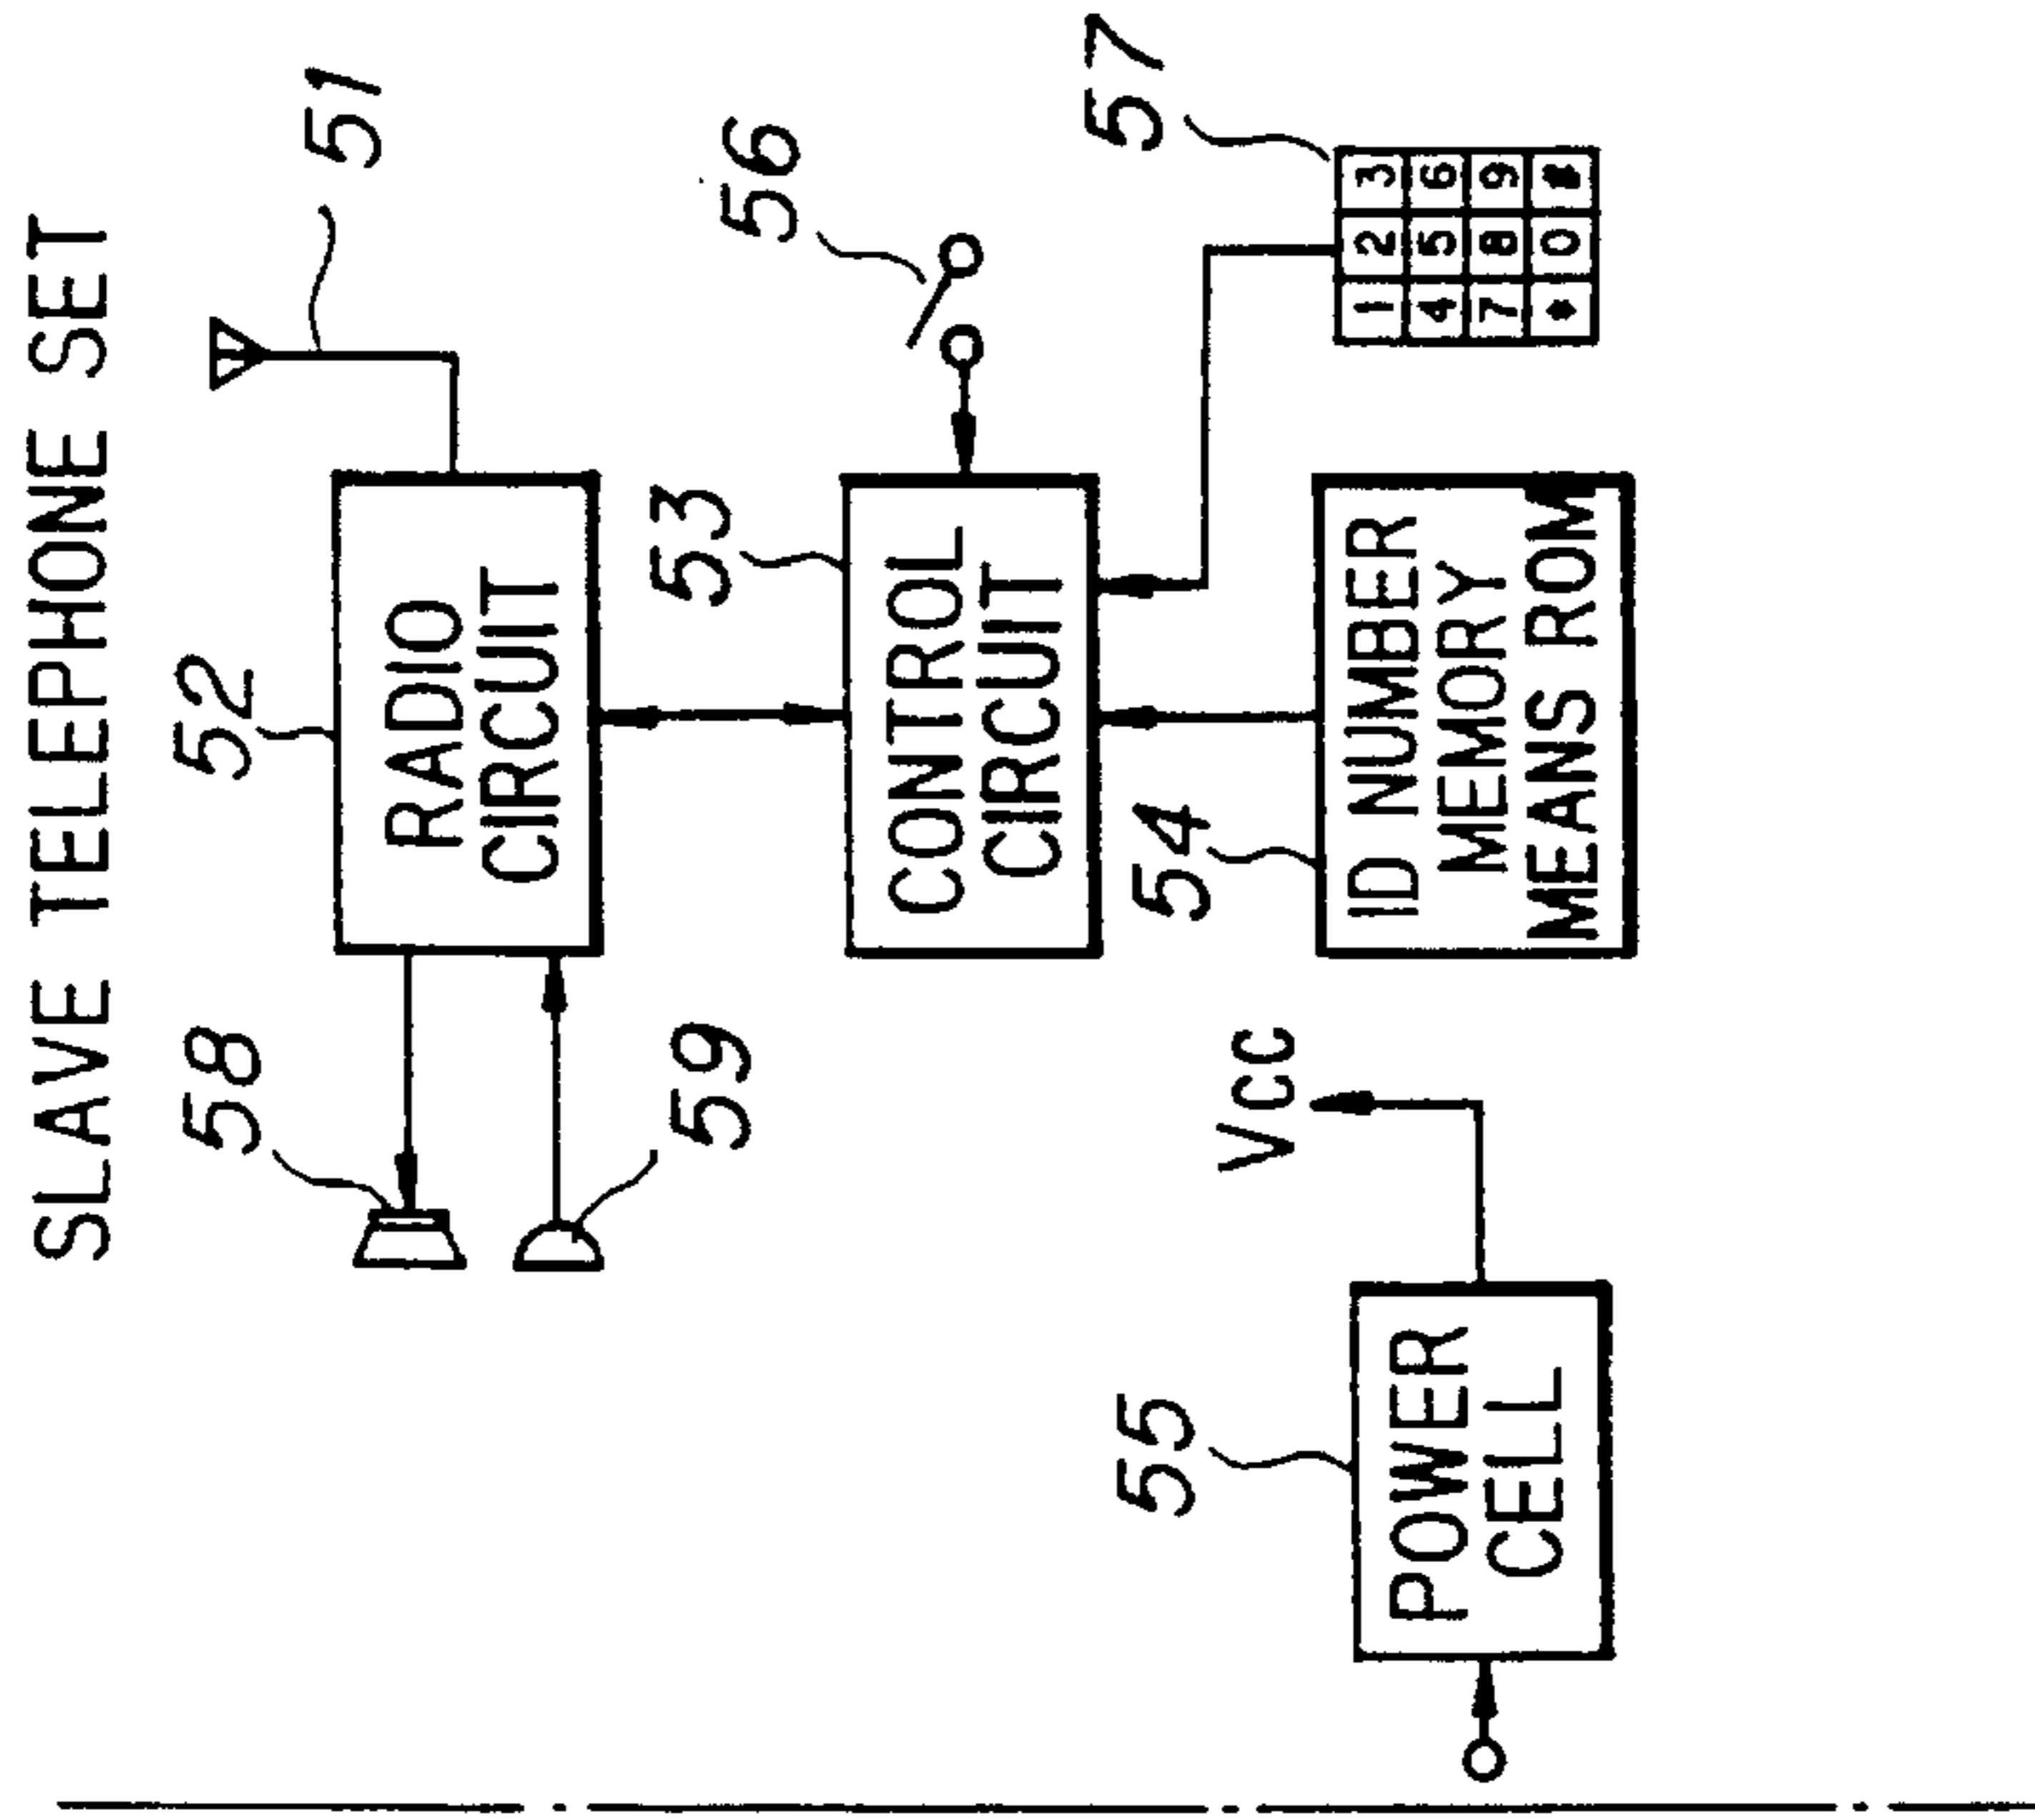 SLAVE TELEPHONE SET
51
52
58
RADIO
CIRCUIT
59
53
56
CONTROL
CIRCUIT
57
54
1 2 3
4 5 6
7 8 9
0
ID NUMBER
MEMORY
MEANS ROM
Vcc
55
POWER
CELL